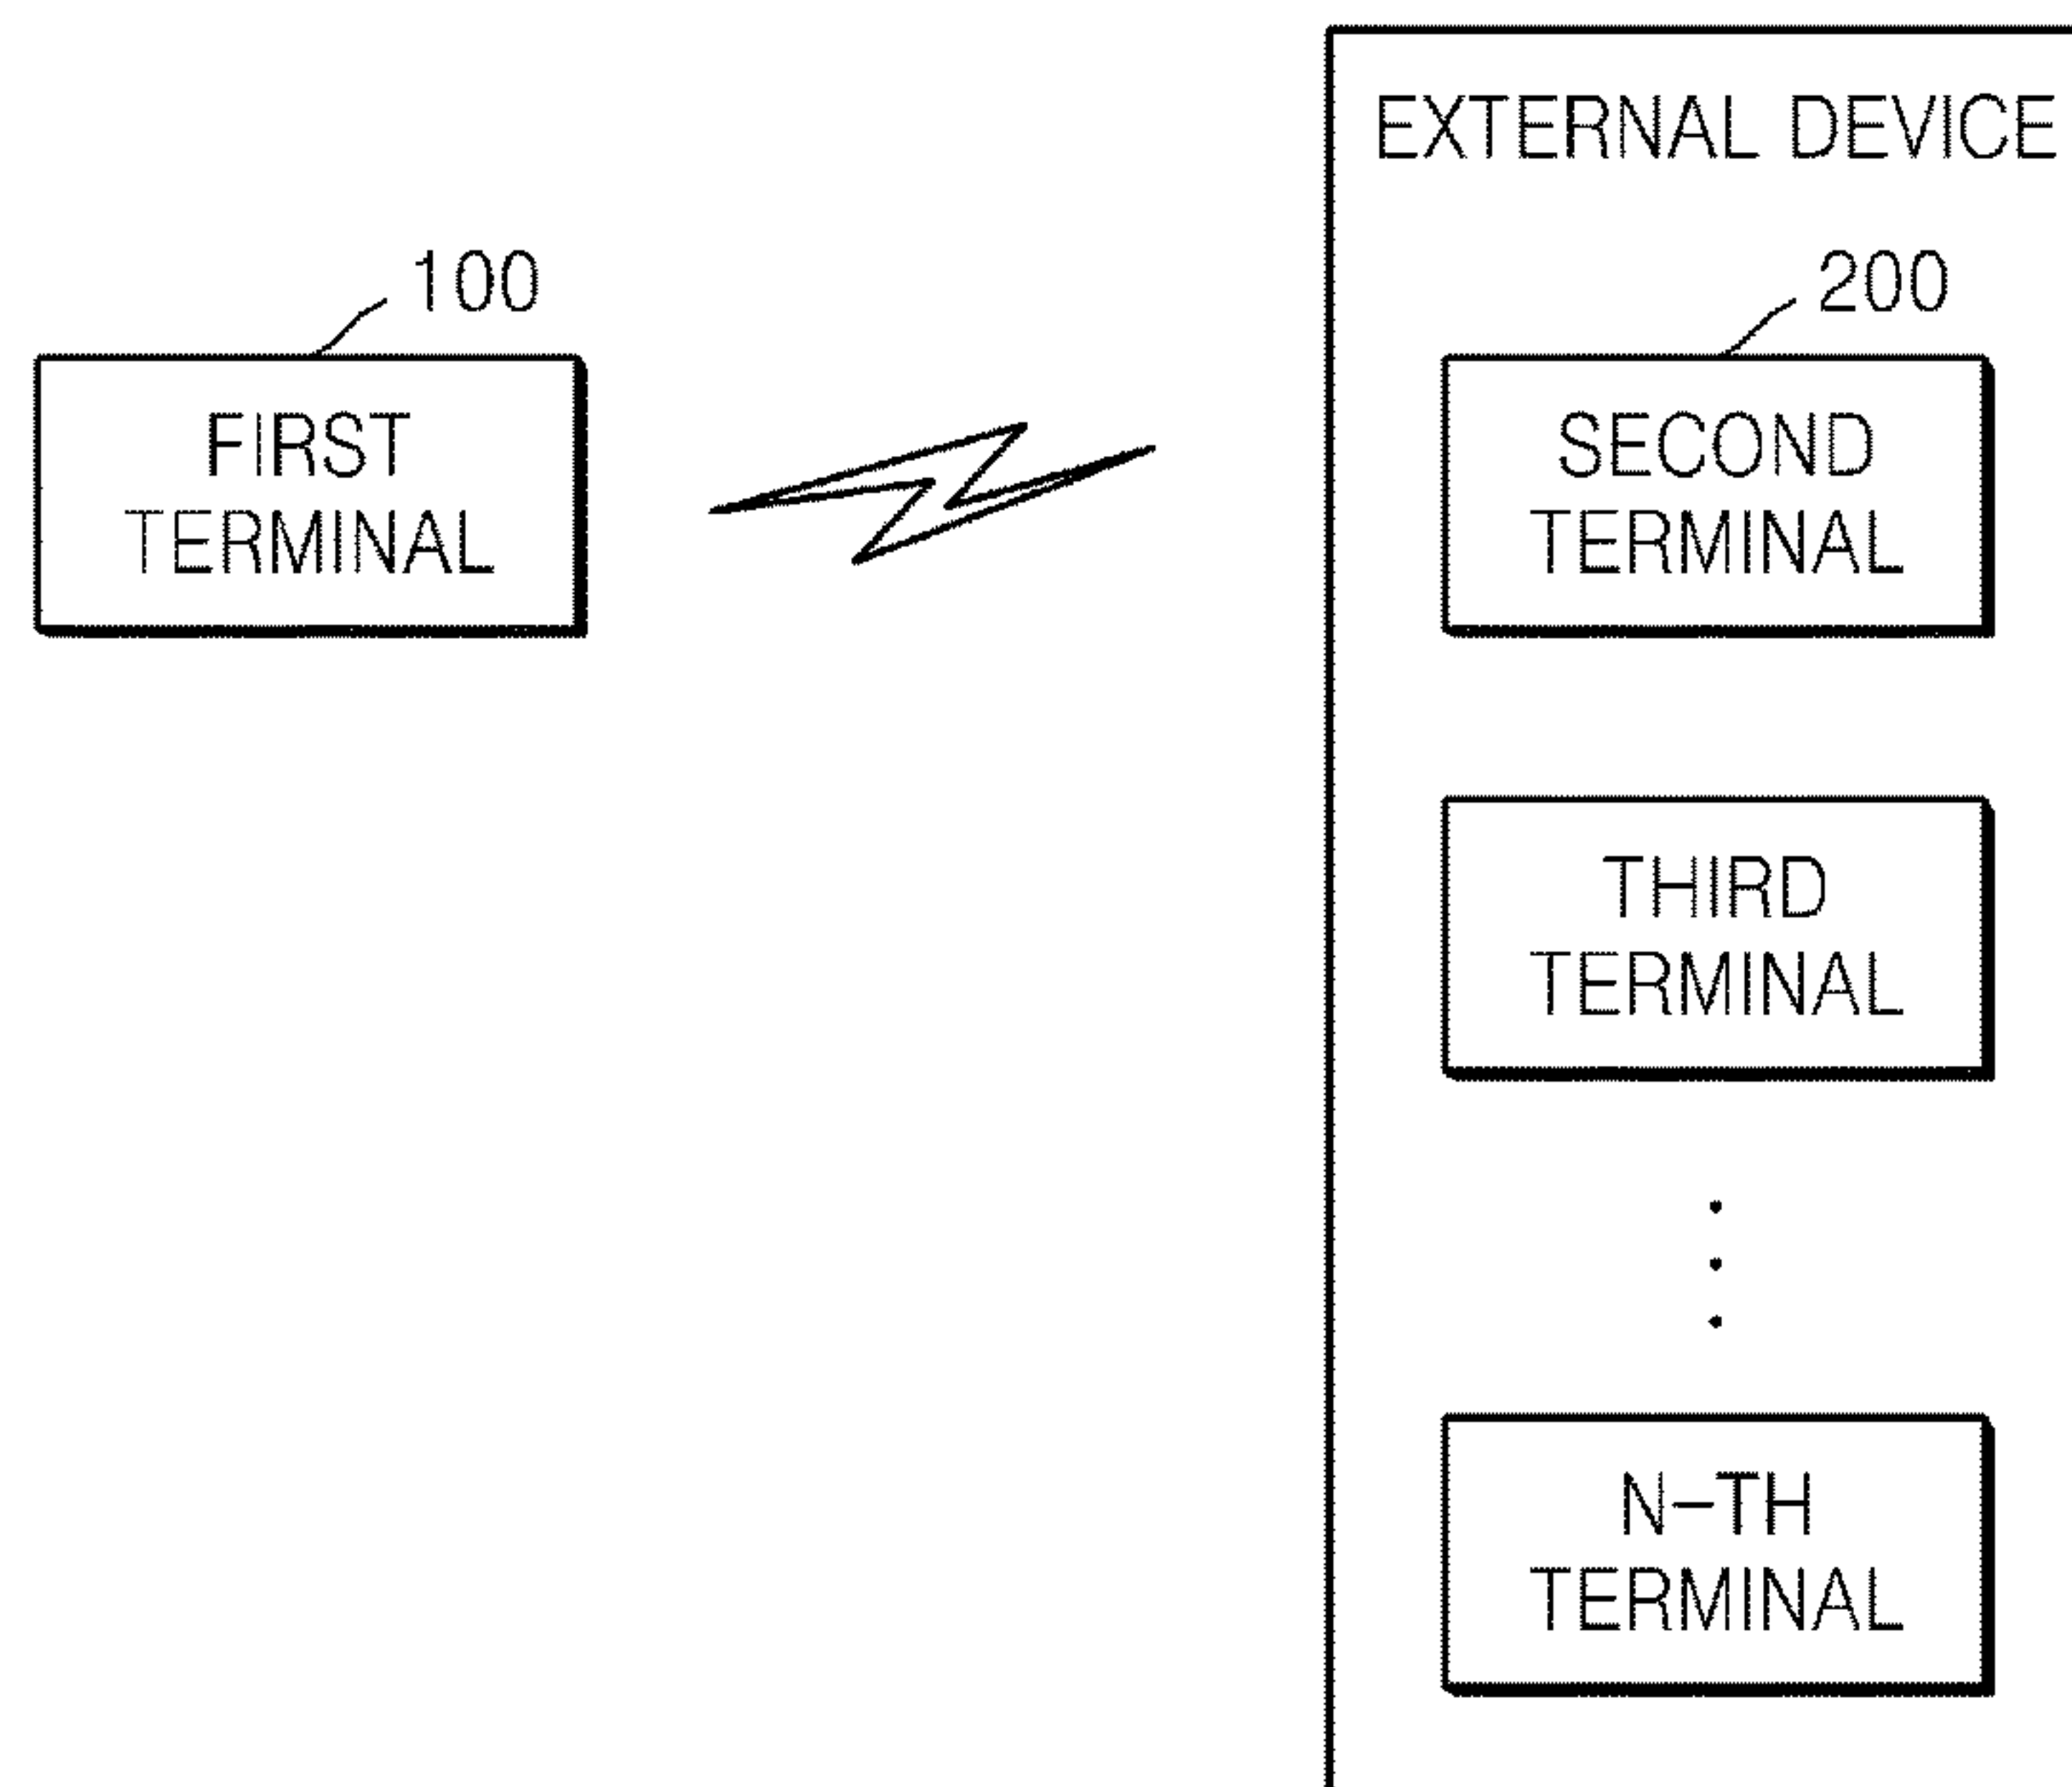 EXTERNAL DEVICE
100
FIRST
TERMINAL
200
SECOND
TERMINAL
THIRD
TERMINAL
N-TH
TERMINAL